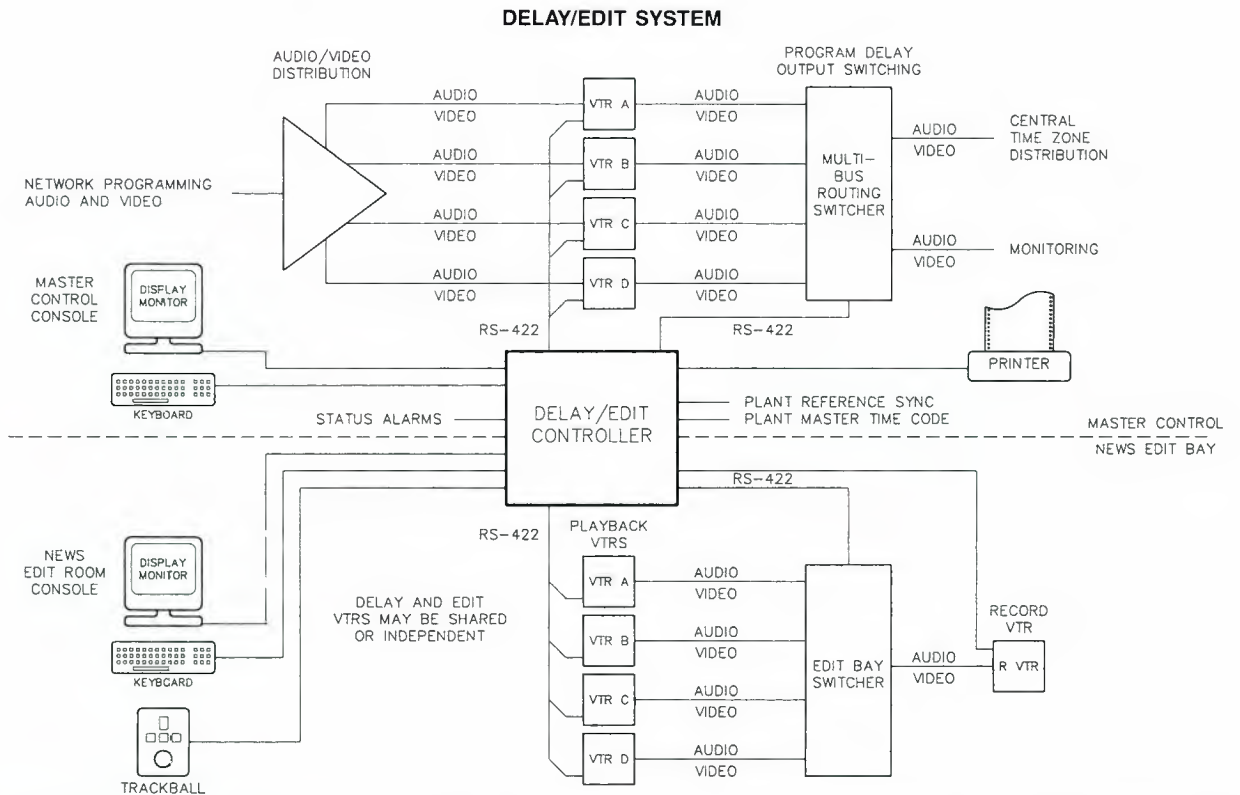 DELAY/EDIT SYSTEM
AUDIO/VIDEO
DISTRIBUTION
PROGRAM DELAY
OUTPUT SWITCHING
NETWORK PROGRAMMING
AUDIO AND VIDEO
AUDIO
VIDEO
AUDIO
VIDEO
AUDIO
VIDEO
AUDIO
VIDEO
VTR A
VTR B
VTR C
VTR D
AUDIO
VIDEO
AUDIO
VIDEO
AUDIO
VIDEO
AUDIO
VIDEO
MULTI-
BUS
ROUTING
SWITCHER
AUDIO
VIDEO
CENTRAL
TIME ZONE
DISTRIBUTION
AUDIO
VIDEO
MONITORING
MASTER
CONTROL
CONSOLE
DISPLAY
MONITOR
KEYBOARD
RS-422
RS-422
PRINTER
STATUS ALARMS
DELAY/EDIT
CONTROLLER
PLANT REFERENCE SYNC
PLANT MASTER TIME CODE
MASTER CONTROL
NEWS EDIT BAY
RS-422
RS-422
PLAYBACK
VTRS
NEWS
EDIT ROOM
CONSOLE
DISPLAY
MONITOR
KEYBOARD
TRACKBALL
DELAY AND EDIT
VTRS MAY BE SHARED
OR INDEPENDENT
VTR A
VTR B
VTR C
VTR D
AUDIO
VIDEO
AUDIO
VIDEO
AUDIO
VIDEO
AUDIO
VIDEO
EDIT BAY
SWITCHER
AUDIO
VIDEO
RECORD
VTR
R VTR